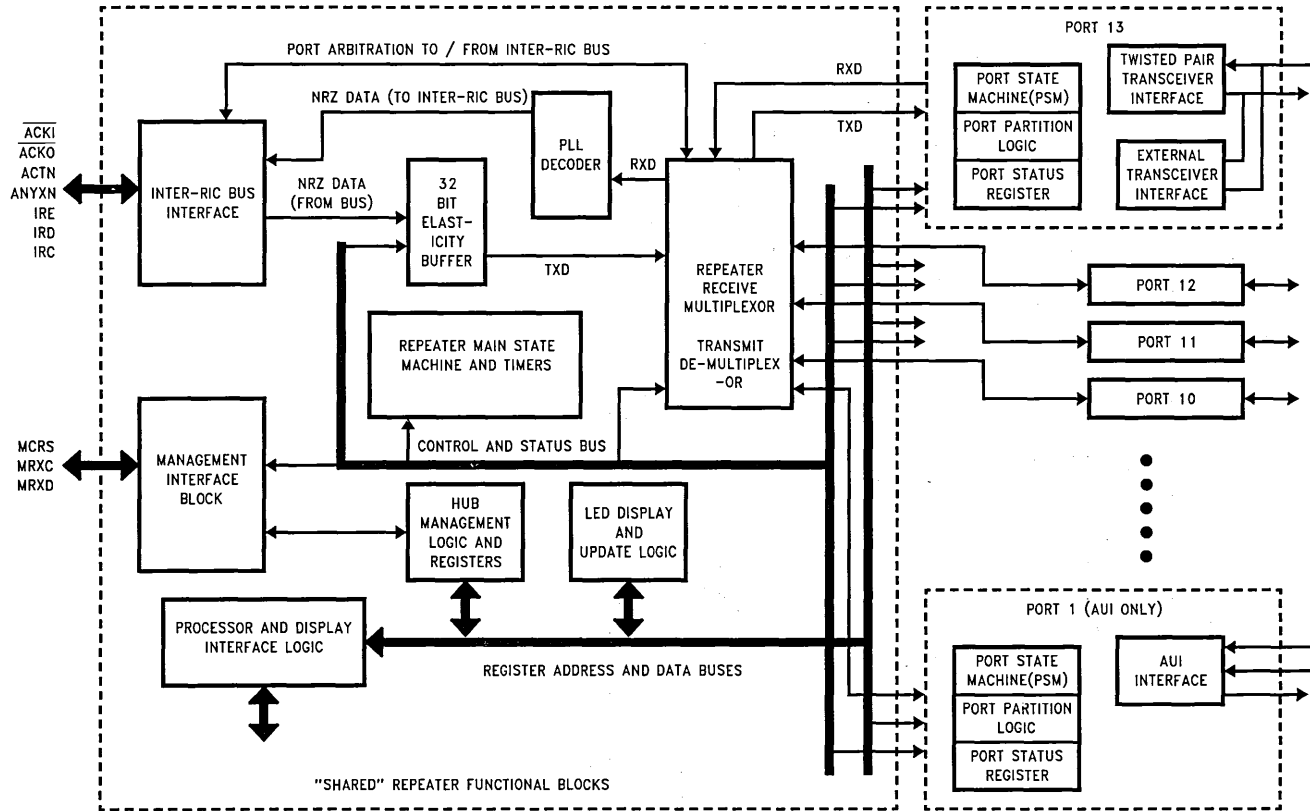 PORT ARBITRATION TO / FROM INTER-RIC BUS
NRZ DATA (TO INTER-RIC BUS)
ACKI
ACKO
ACTN
ANYXN
IRE
IRD
IRC
INTER-RIC BUS
INTERFACE
NRZ DATA
(FROM BUS)
32
BIT
ELAST-
ICITY
BUFFER
PLL
DECODER
RXD
TXD
RXD
TXD
REPEATER
RECEIVE
MULTIPLEXOR
TRANSMIT
DE-MULTIPLEX
-OR
REPEATER MAIN STATE
MACHINE AND TIMERS
CONTROL AND STATUS BUS
MCRS
MRXC
MRXD
MANAGEMENT
INTERFACE
BLOCK
HUB
MANAGEMENT
LOGIC AND
REGISTERS
LED DISPLAY
AND
UPDATE LOGIC
PROCESSOR AND DISPLAY
INTERFACE LOGIC
REGISTER ADDRESS AND DATA BUSES
"SHARED" REPEATER FUNCTIONAL BLOCKS
PORT 13
PORT STATE
MACHINE(PSM)
PORT PARTITION
LOGIC
PORT STATUS
REGISTER
TWISTED PAIR
TRANSCEIVER
INTERFACE
EXTERNAL
TRANSCEIVER
INTERFACE
PORT 12
PORT 11
PORT 10
PORT 1 (AUI ONLY)
PORT STATE
MACHINE(PSM)
PORT PARTITION
LOGIC
PORT STATUS
REGISTER
AUI
INTERFACE